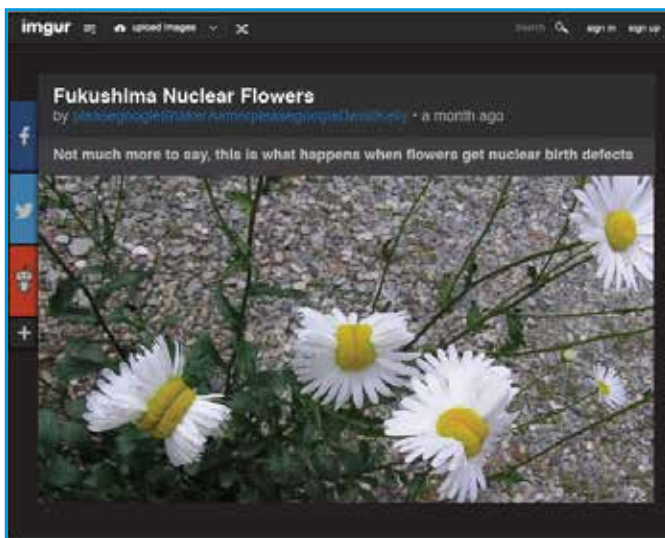 imgur upload images search sign in sign up
Fukushima Nuclear Flowers
by pleasegoogleShakerAamerpleasegoogleDavidKelly • a month ago
Not much more to say, this is what happens when flowers get nuclear birth defects
f
+